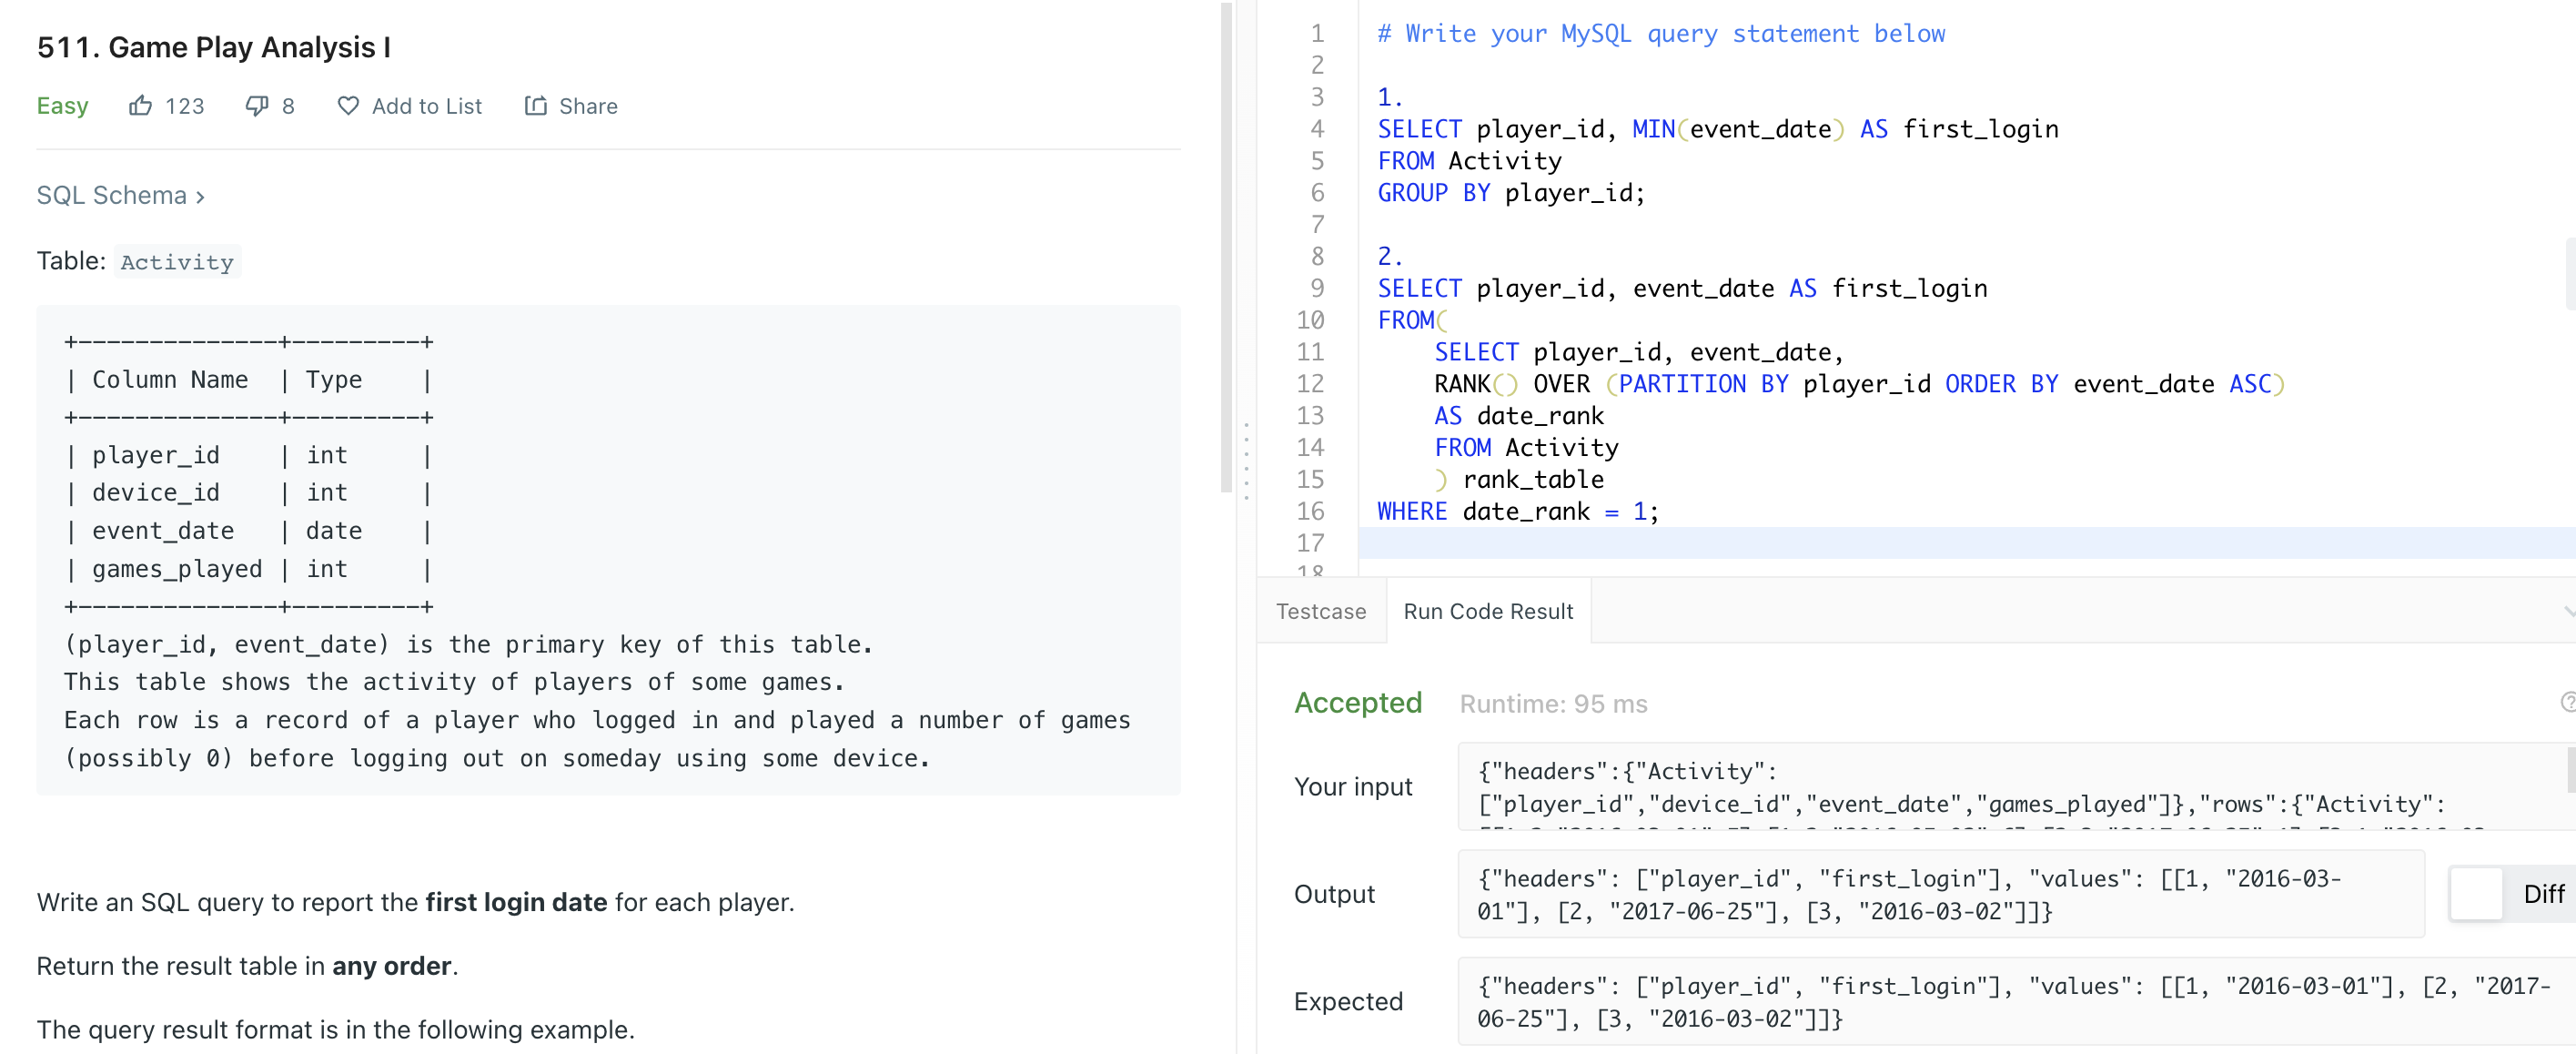 511. Game Play Analysis I
Easy 123 8 Add to List Share
SQL Schema ›
Table: Activity
+--------------+---------+
| Column Name  | Type    |
+--------------+---------+
| player_id    | int     |
| device_id    | int     |
| event_date   | date    |
| games_played | int     |
+--------------+---------+
(player_id, event_date) is the primary key of this table.
This table shows the activity of players of some games.
Each row is a record of a player who logged in and played a number of games
(possibly 0) before logging out on someday using some device.
Write an SQL query to report the first login date for each player.
Return the result table in any order.
The query result format is in the following example.
1 # Write your MySQL query statement below
2
3 1.
4 SELECT player_id, MIN(event_date) AS first_login
5 FROM Activity
6 GROUP BY player_id;
7
8 2.
9 SELECT player_id, event_date AS first_login
10 FROM(
11     SELECT player_id, event_date,
12     RANK() OVER (PARTITION BY player_id ORDER BY event_date ASC)
13     AS date_rank
14     FROM Activity
15     ) rank_table
16 WHERE date_rank = 1;
17
18
Testcase Run Code Result
Accepted Runtime: 95 ms
Your input
{"headers":{"Activity":
["player_id","device_id","event_date","games_played"]},"rows":{"Activity":
Output
{"headers": ["player_id", "first_login"], "values": [[1, "2016-03-
01"], [2, "2017-06-25"], [3, "2016-03-02"]]}
Diff
Expected
{"headers": ["player_id", "first_login"], "values": [[1, "2016-03-01"], [2, "2017-
06-25"], [3, "2016-03-02"]]}